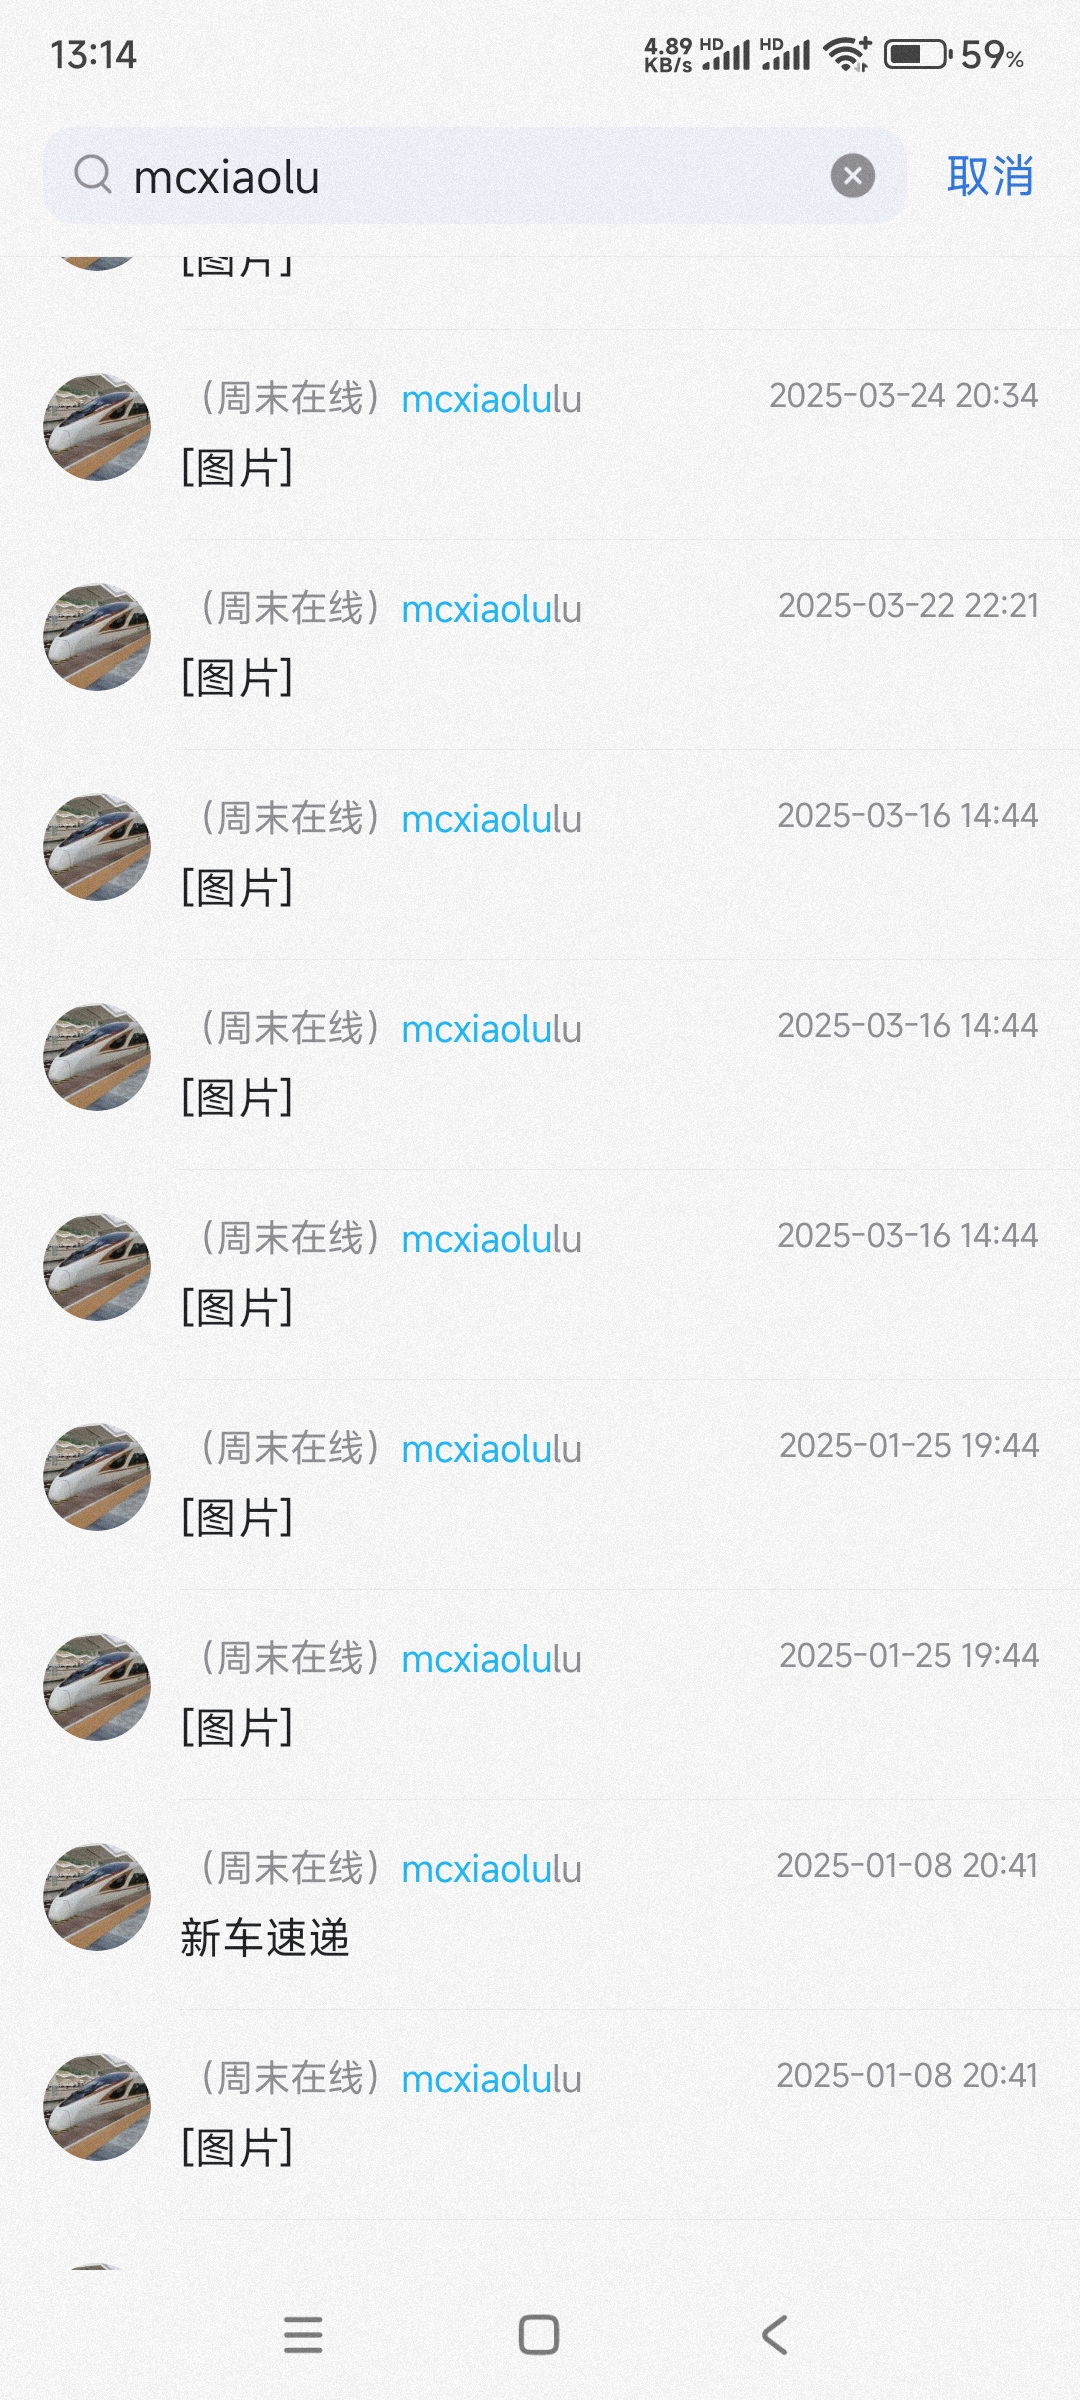 13:14
4.89 KB/s HD HD 59%
mcxiaolu 取消
[图片]
（周末在线）mcxiaolulu 2025-03-24 20:34
[图片]
（周末在线）mcxiaolulu 2025-03-22 22:21
[图片]
（周末在线）mcxiaolulu 2025-03-16 14:44
[图片]
（周末在线）mcxiaolulu 2025-03-16 14:44
[图片]
（周末在线）mcxiaolulu 2025-03-16 14:44
[图片]
（周末在线）mcxiaolulu 2025-01-25 19:44
[图片]
（周末在线）mcxiaolulu 2025-01-25 19:44
[图片]
（周末在线）mcxiaolulu 2025-01-08 20:41
新车速递
（周末在线）mcxiaolulu 2025-01-08 20:41
[图片]